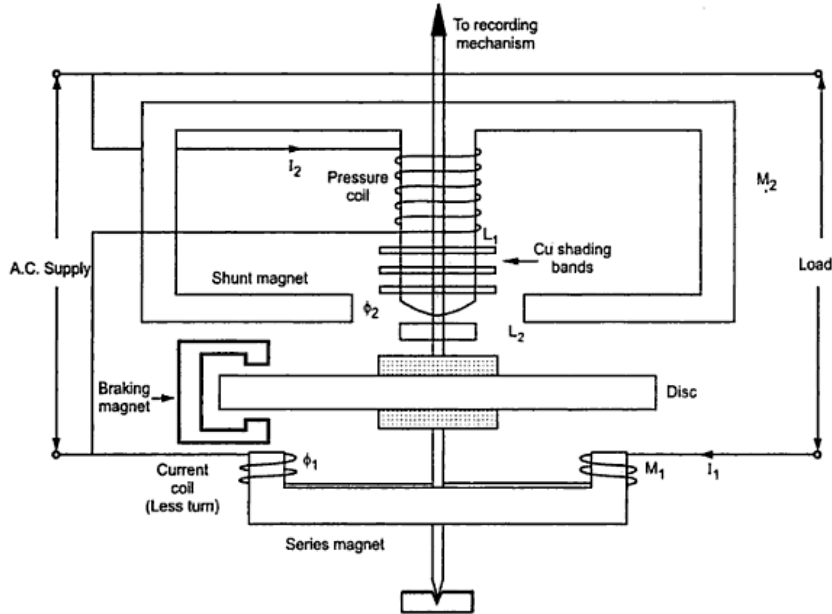 To recording
mechanism
I2
Pressure
coil
M2
L1
Cu shading
bands
A.C. Supply
Load
Shunt magnet
ϕ2
L2
Braking
magnet
Disc
ϕ1
Current
coil
(Less turn)
M1
I1
Series magnet